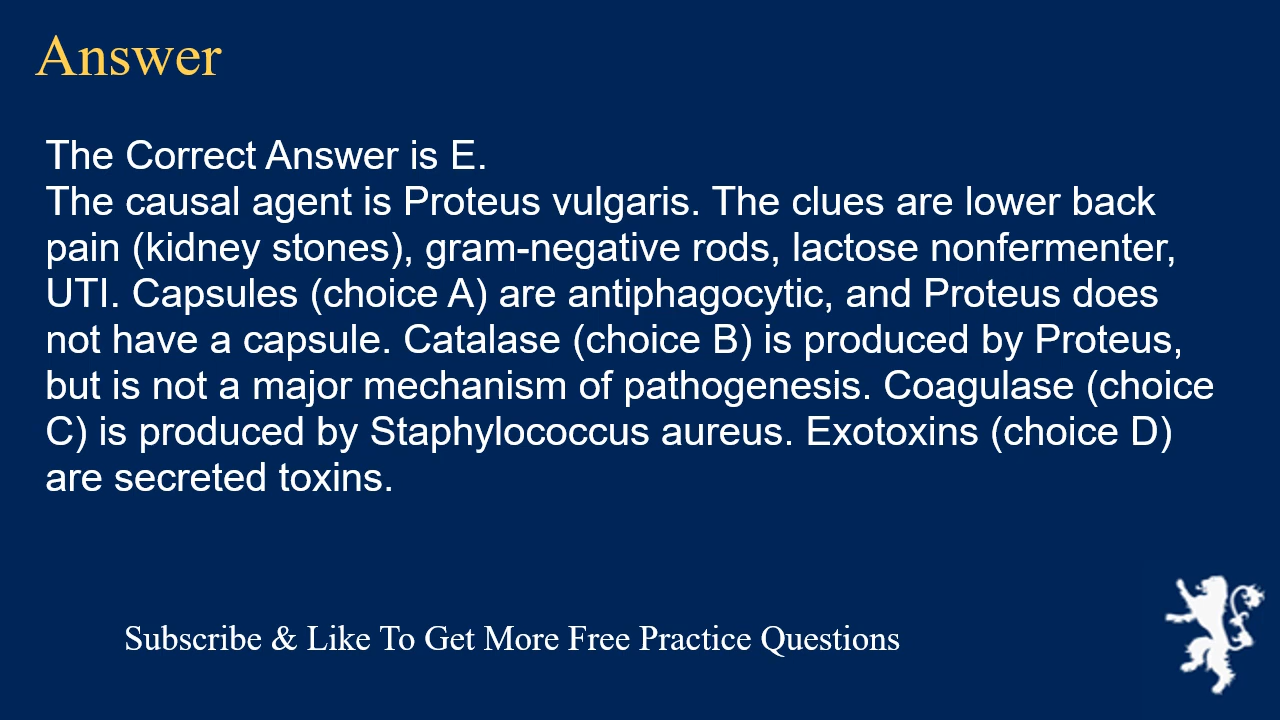 Answer
The Correct Answer is E.
The causal agent is Proteus vulgaris. The clues are lower back
pain (kidney stones), gram-negative rods, lactose nonfermenter,
UTI. Capsules (choice A) are antiphagocytic, and Proteus does
not have a capsule. Catalase (choice B) is produced by Proteus,
but is not a major mechanism of pathogenesis. Coagulase (choice
C) is produced by Staphylococcus aureus. Exotoxins (choice D)
are secreted toxins.
Subscribe & Like To Get More Free Practice Questions